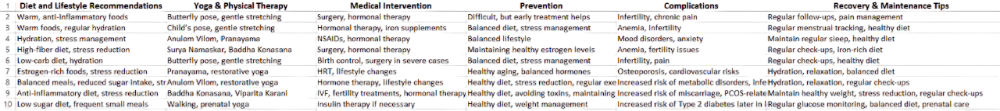 1 Diet and Lifestyle Recommendations Yoga & Physical Therapy Medical Intervention Prevention Complications Recovery & Maintenance Tips
2 Warm, anti-inflammatory foods Butterfly pose, gentle stretching Surgery, hormonal therapy Difficult, but early treatment helps Infertility, chronic pain Regular follow-ups, pain management
3 Warm foods, regular hydration Child's pose, gentle stretching Hormonal therapy, iron supplements Balanced diet, stress management Anemia, infertility Regular menstrual tracking, healthy diet
4 Hydration, stress management Anulom Vilom, Pranayama NSAIDs, hormonal therapy Balanced lifestyle Mood disorders, anxiety Maintain regular sleep, healthy diet
5 High-fiber diet, stress reduction Surya Namaskar, Baddha Konasana Hormonal therapy, surgery Maintaining healthy estrogen levels Anemia, fertility issues Regular check-ups, iron-rich diet
6 Low-carb diet, hydration Butterfly pose, gentle stretching Birth control, surgery in severe cases Balanced diet, stress management Infertility, pain Regular check-ups, healthy diet
7 Estrogen-rich foods, stress reduction Pranayama, restorative yoga HRT, lifestyle changes Healthy aging, balanced hormones Osteoporosis, cardiovascular risks Hydration, relaxation, balanced diet
8 Balanced meals, reduced sugar intake, str Anulom Vilom, restorative yoga Hormone therapy, lifestyle changes Healthy diet, stress reduction, regular exe Increased risk of metabolic disorders, infe Hydration, relaxation, regular check-ups
9 Anti-inflammatory diet, stress reduction Baddha Konasana, Viparita Karani IVF, fertility treatments, hormonal therapy Healthy diet, avoiding toxins, maintaining Increased risk of miscarriage, PCOS-relate Maintain healthy weight, stress reduction, regular check-ups
10 Low sugar diet, frequent small meals Walking, prenatal yoga Insulin therapy if necessary Healthy diet, weight management Increased risk of Type 2 diabetes later in l Regular glucose monitoring, balanced diet, prenatal care